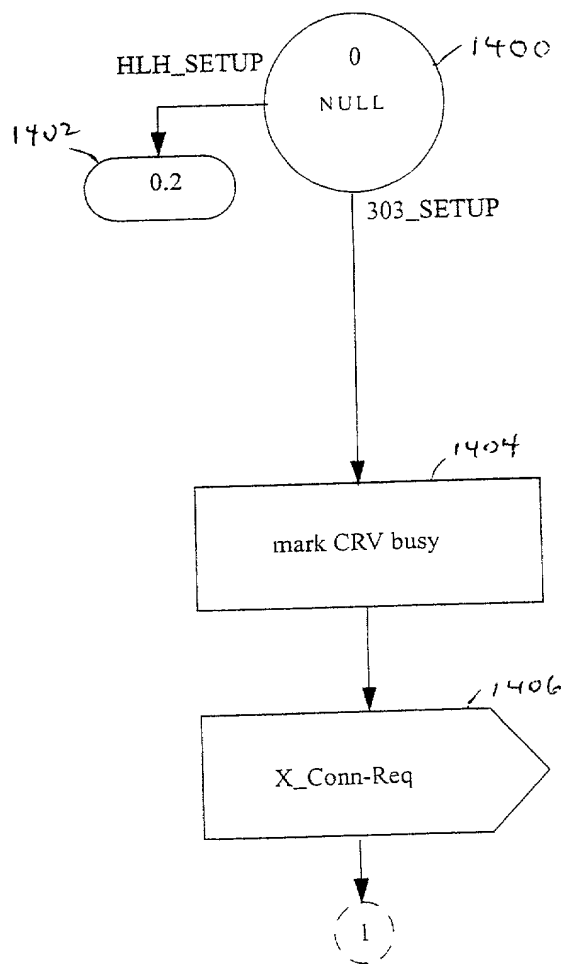 0
1400
HLH_SETUP
NULL
1402
0.2
303_SETUP
1404
mark CRV busy
1406
X_Conn-Req
1